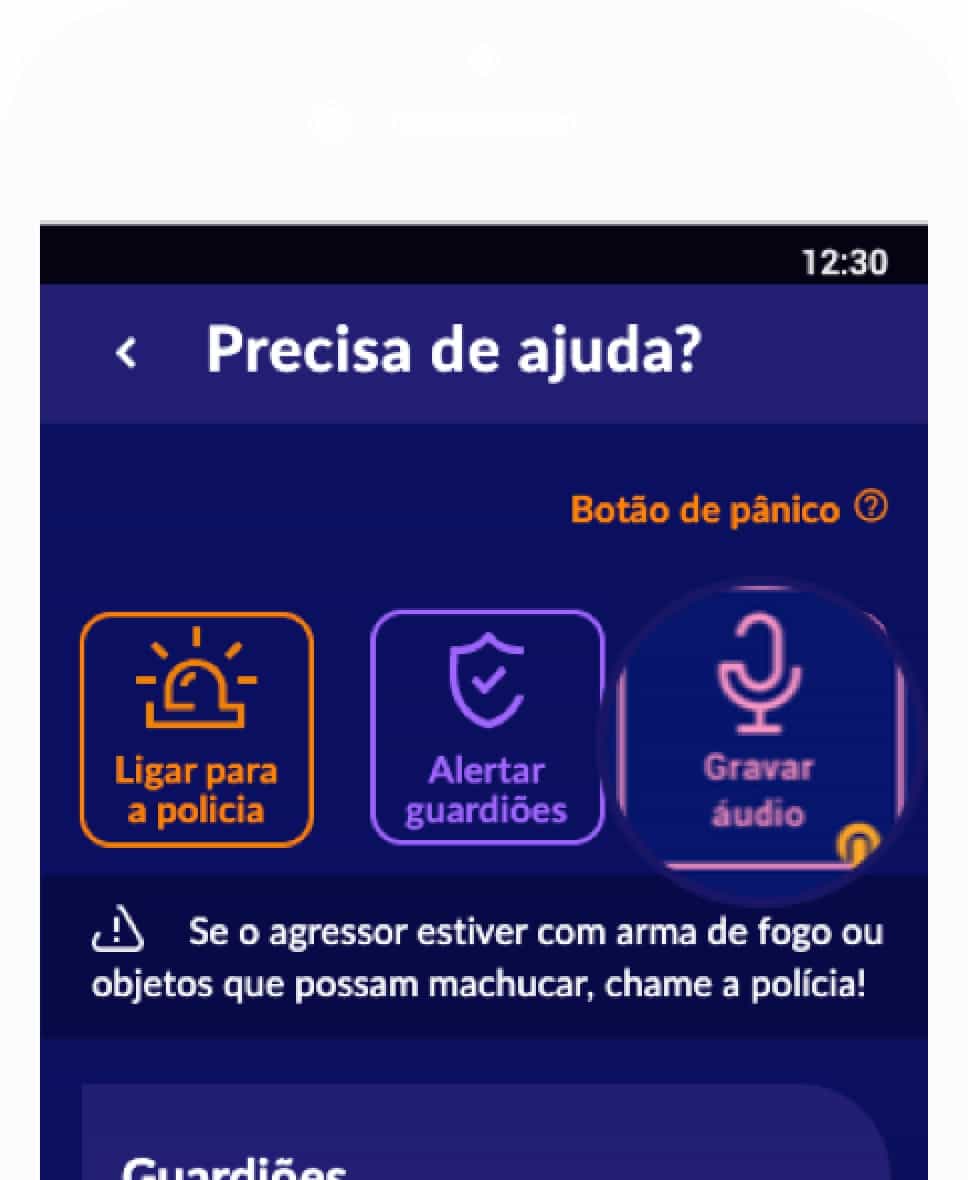 12:30
Precisa de ajuda?
Botão de pânico
Ligar para
a policia
Alertar
guardiões
Gravar
áudio
Se o agressor estiver com arma de fogo ou
objetos que possam machucar, chame a polícia!
Guardiões